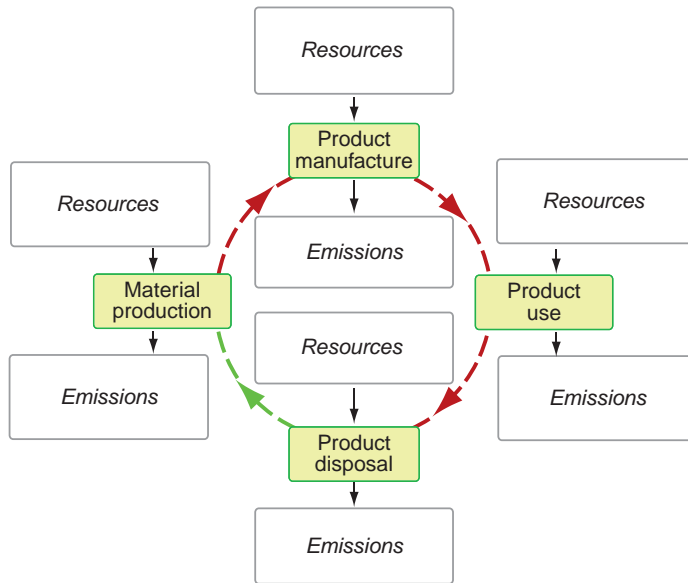 Resources
Product
manufacture
Resources
Resources
Emissions
Material
production
Product
use
Resources
Emissions
Emissions
Product
disposal
Emissions